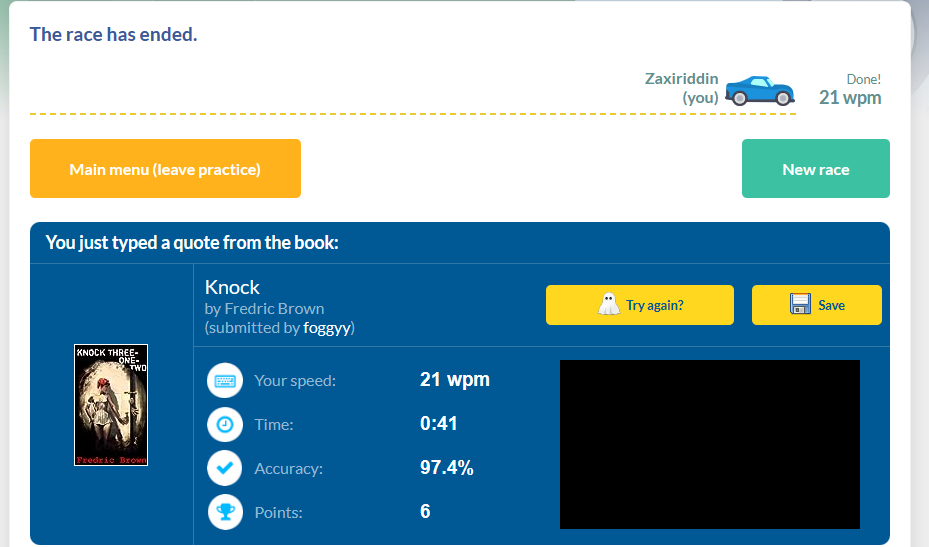 The race has ended.
Zaxiriddin
(you)
Done!
21 wpm
Main menu (leave practice)
New race
You just typed a quote from the book:
Knock
by Fredric Brown
(submitted by foggyy)
Try again?
Save
KNOCK THREE-
ONE-
TWO
Fredric Brown
Your speed: 21 wpm
Time: 0:41
Accuracy: 97.4%
Points: 6